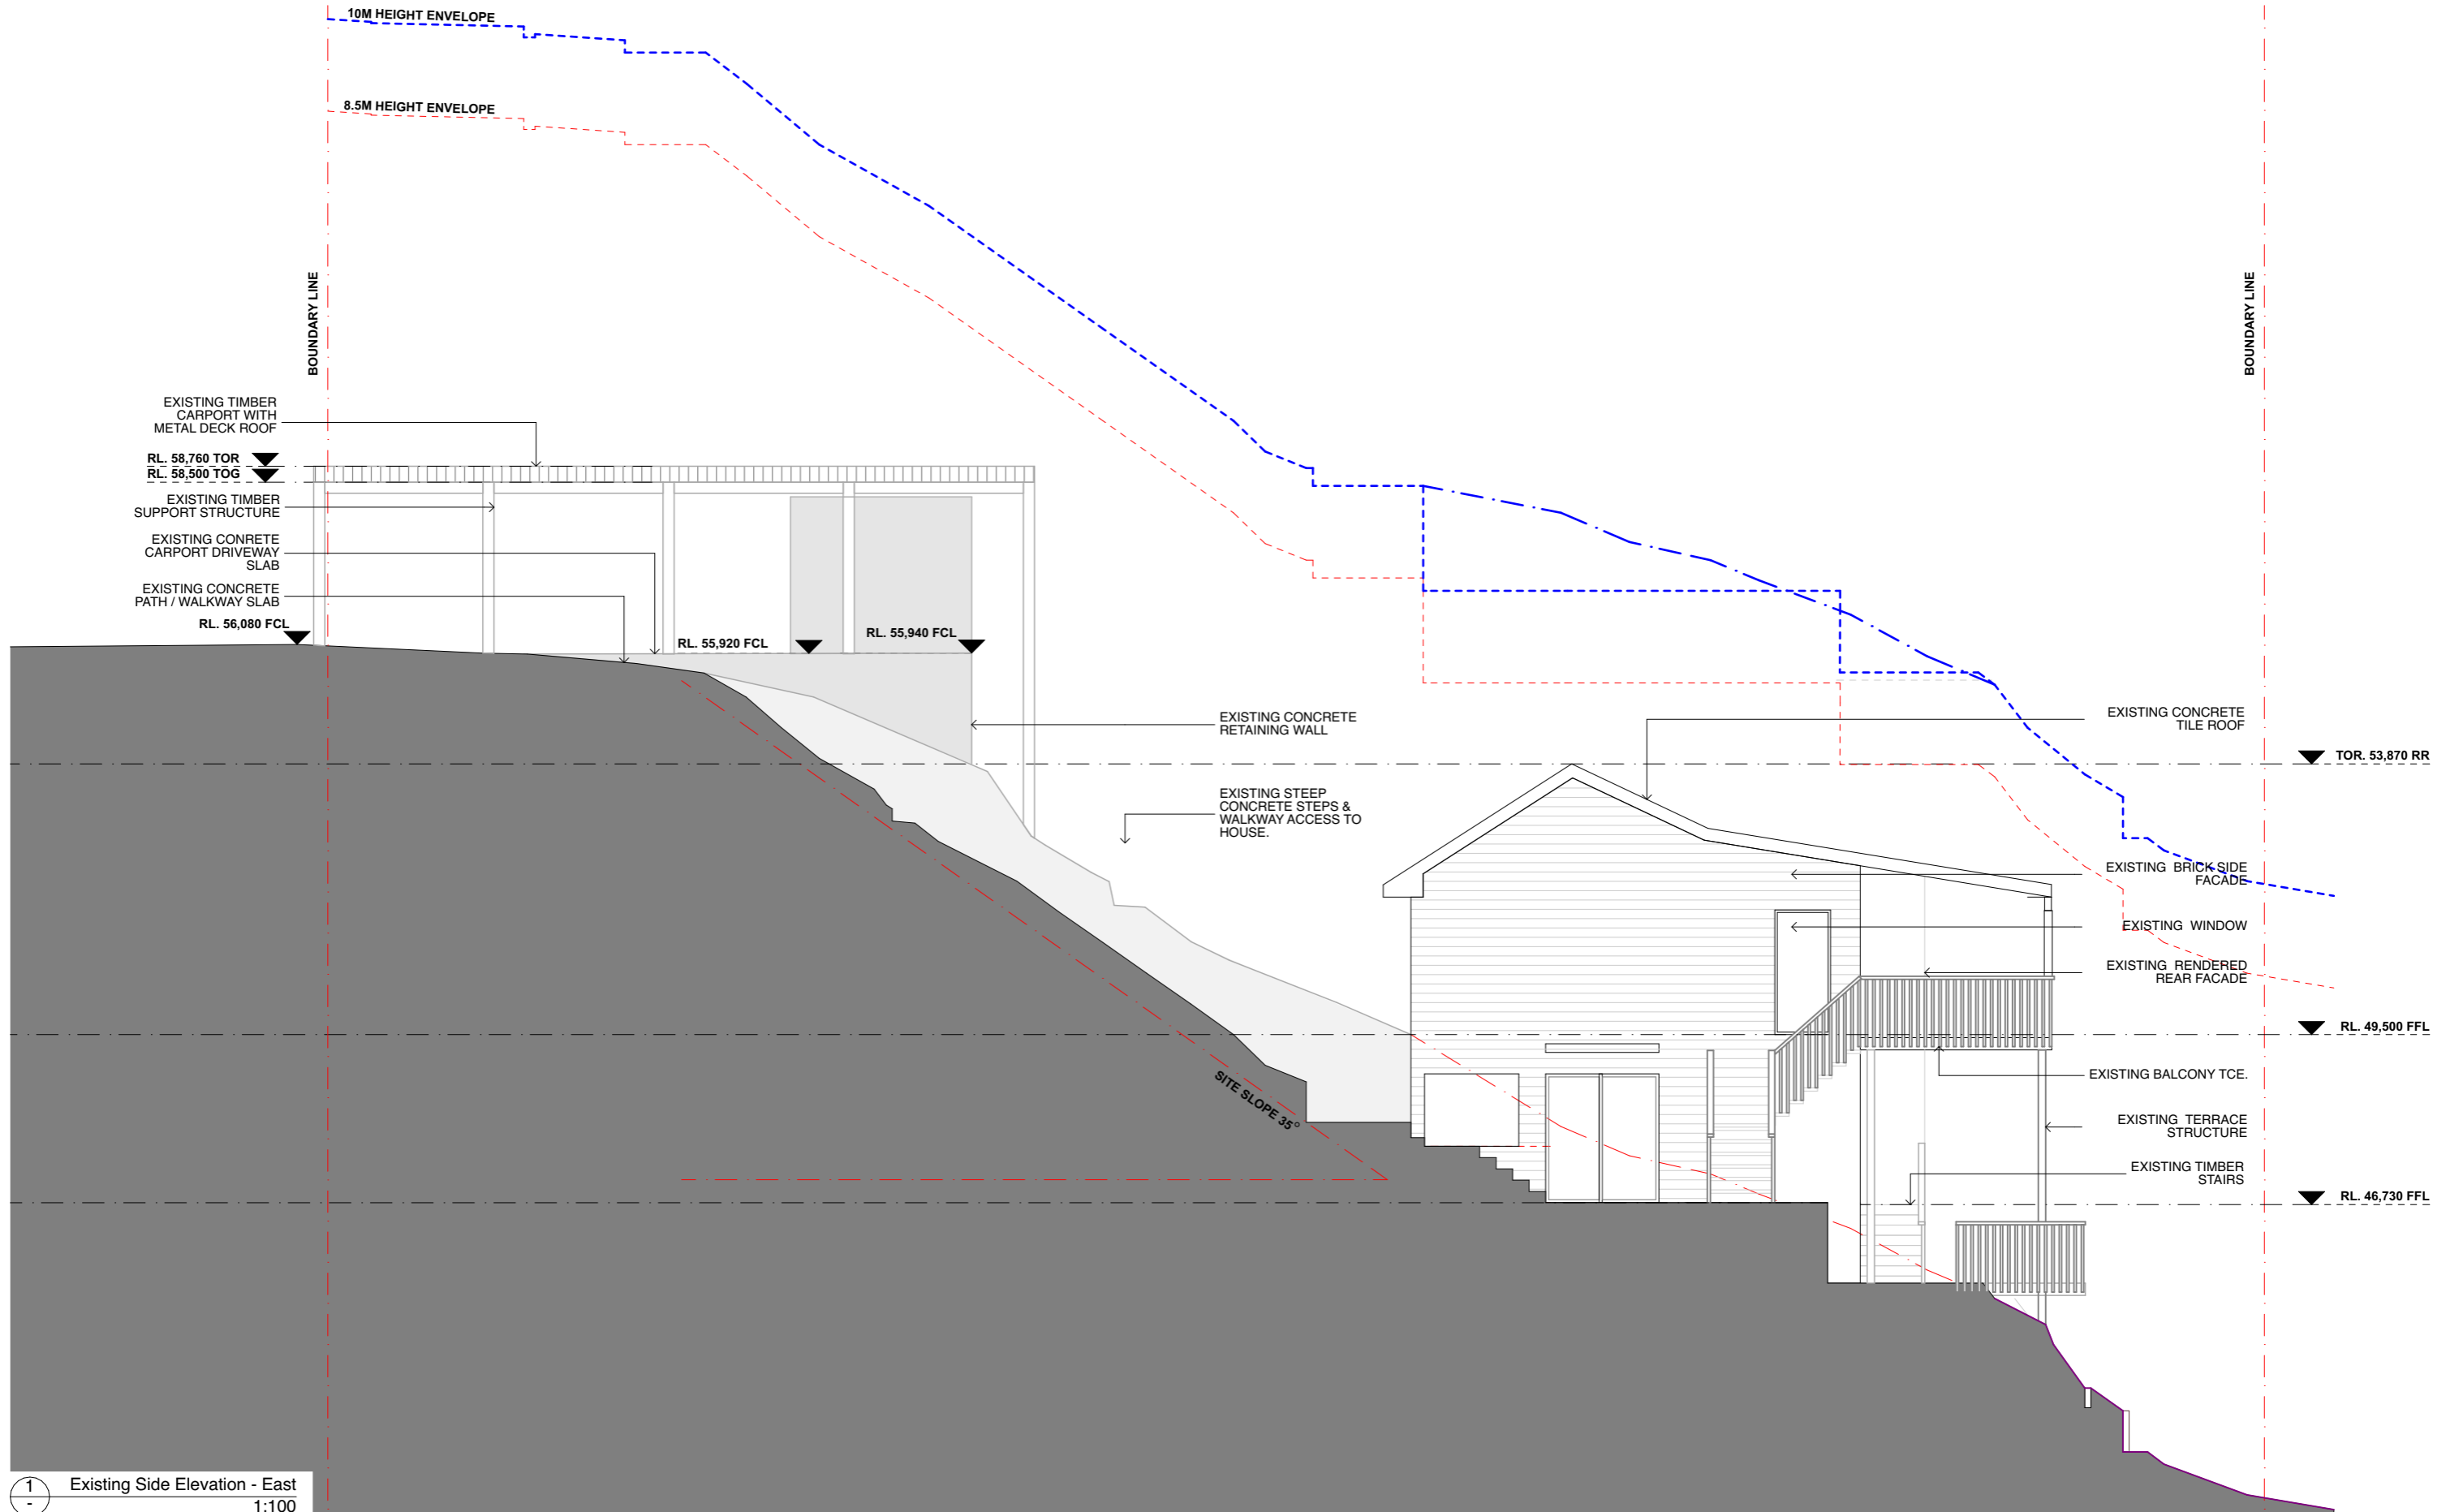 10M HEIGHT ENVELOPE
8.5M HEIGHT ENVELOPE
BOUNDARY LINE
BOUNDARY LINE
EXISTING TIMBER
CARPORT WITH
METAL DECK ROOF
RL. 58,760 TOR
RL. 58,500 TOG
EXISTING TIMBER
SUPPORT STRUCTURE
EXISTING CONRETE
CARPORT DRIVEWAY
SLAB
EXISTING CONCRETE
PATH / WALKWAY SLAB
RL. 56,080 FCL
RL. 55,920 FCL
RL. 55,940 FCL
EXISTING CONCRETE
RETAINING WALL
EXISTING STEEP
CONCRETE STEPS &
WALKWAY ACCESS TO
HOUSE.
EXISTING CONCRETE
TILE ROOF
TOR. 53,870 RR
EXISTING BRICK SIDE
FACADE
EXISTING WINDOW
EXISTING RENDERED
REAR FACADE
RL. 49,500 FFL
EXISTING BALCONY TCE.
EXISTING TERRACE
STRUCTURE
EXISTING TIMBER
STAIRS
RL. 46,730 FFL
SITE SLOPE 35°
1
-
Existing Side Elevation - East
1:100